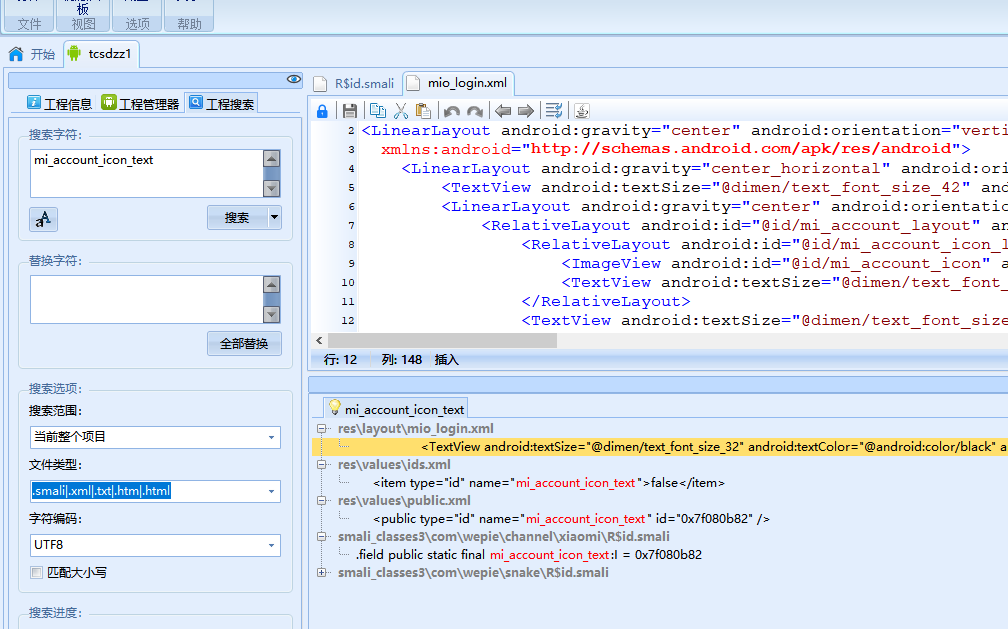 板
文件
视图
选项
帮助
开始
tcsdzz1
工程信息
工程管理器
工程搜索
搜索字符:
mi_account_icon_text
搜索
替换字符:
全部替换
搜索选项:
搜索范围:
当前整个项目
文件类型:
.smali|.xml|.txt|.htm|.html
字符编码:
UTF8
匹配大小写
搜索进度:
R$id.smali
mio_login.xml
2 <LinearLayout android:gravity="center" android:orientation="verti
3 xmlns:android="http://schemas.android.com/apk/res/android">
4 <LinearLayout android:gravity="center_horizontal" android:ori
5 <TextView android:textSize="@dimen/text_font_size_42" and
6 <LinearLayout android:gravity="center" android:orientatio
7 <RelativeLayout android:id="@id/mi_account_layout" an
8 <RelativeLayout android:id="@id/mi_account_icon_l
9 <ImageView android:id="@id/mi_account_icon" a
10 <TextView android:textSize="@dimen/text_font_
11 </RelativeLayout>
12 <TextView android:textSize="@dimen/text_font_size
行: 12 列: 148 插入
mi_account_icon_text
res\layout\mio_login.xml
<TextView android:textSize="@dimen/text_font_size_32" android:textColor="@android:color/black" a
res\values\ids.xml
<item type="id" name="mi_account_icon_text">false</item>
res\values\public.xml
<public type="id" name="mi_account_icon_text" id="0x7f080b82" />
smali_classes3\com\wepie\channel\xiaomi\R$id.smali
.field public static final mi_account_icon_text:I = 0x7f080b82
smali_classes3\com\wepie\snake\R$id.smali